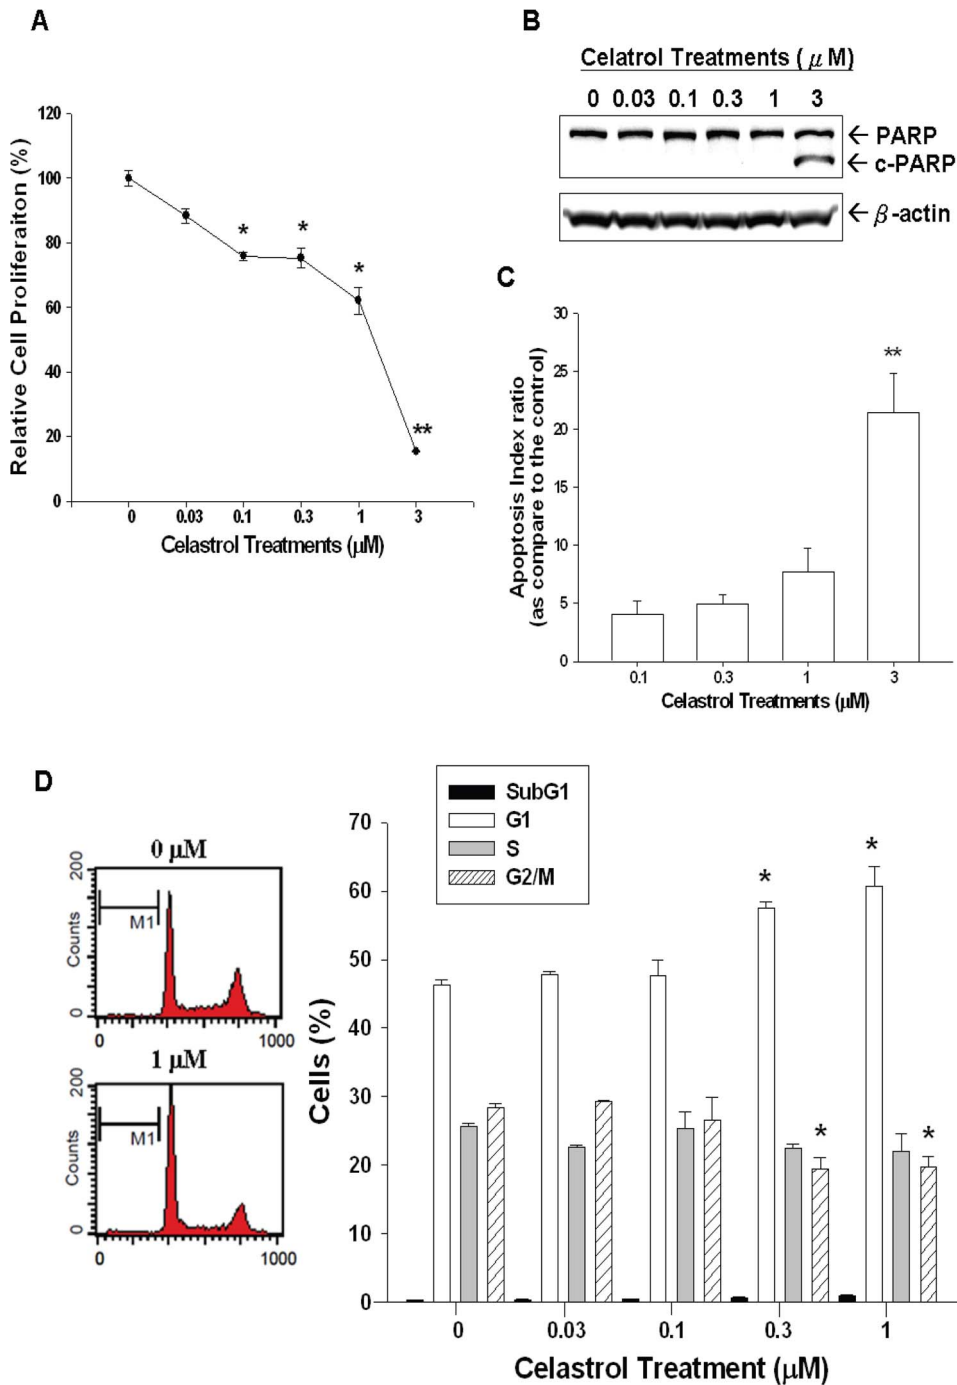 A
120
100
80
60
40
20
0
Relative Cell Proliferaiton (%)
*
*
*
**
0 0.03 0.1 0.3 1 3
Celastrol Treatments (μM)
B
Celatrol Treatments ( μ M)
0 0.03 0.1 0.3 1 3
← PARP
← c-PARP
← β-actin
C
30
25
20
15
10
5
0
Apoptosis Index ratio
(as compare to the control)
**
0.1 0.3 1 3
Celastrol Treatments (μM)
D
0 μM
200
Counts
0
M1
0 1000
1 μM
200
Counts
0
M1
0 1000
SubG1
G1
S
G2/M
70
60
50
40
30
20
10
0
Cells (%)
*
*
*
*
0 0.03 0.1 0.3 1
Celastrol Treatment (μM)